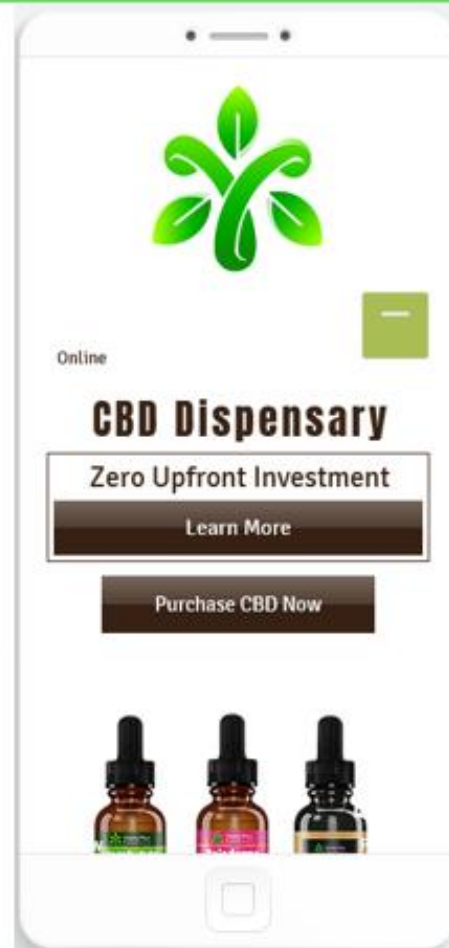 Online
CBD Dispensary
Zero Upfront Investment
Learn More
Purchase CBD Now